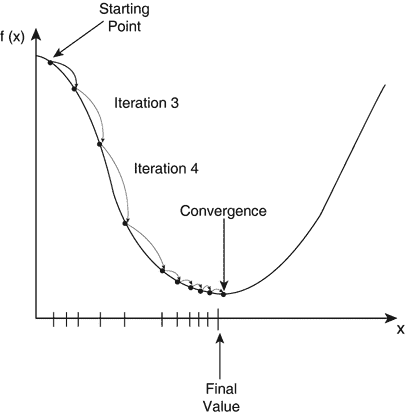 Starting
Point
f (x)
Iteration 3
Iteration 4
Convergence
x
Final
Value